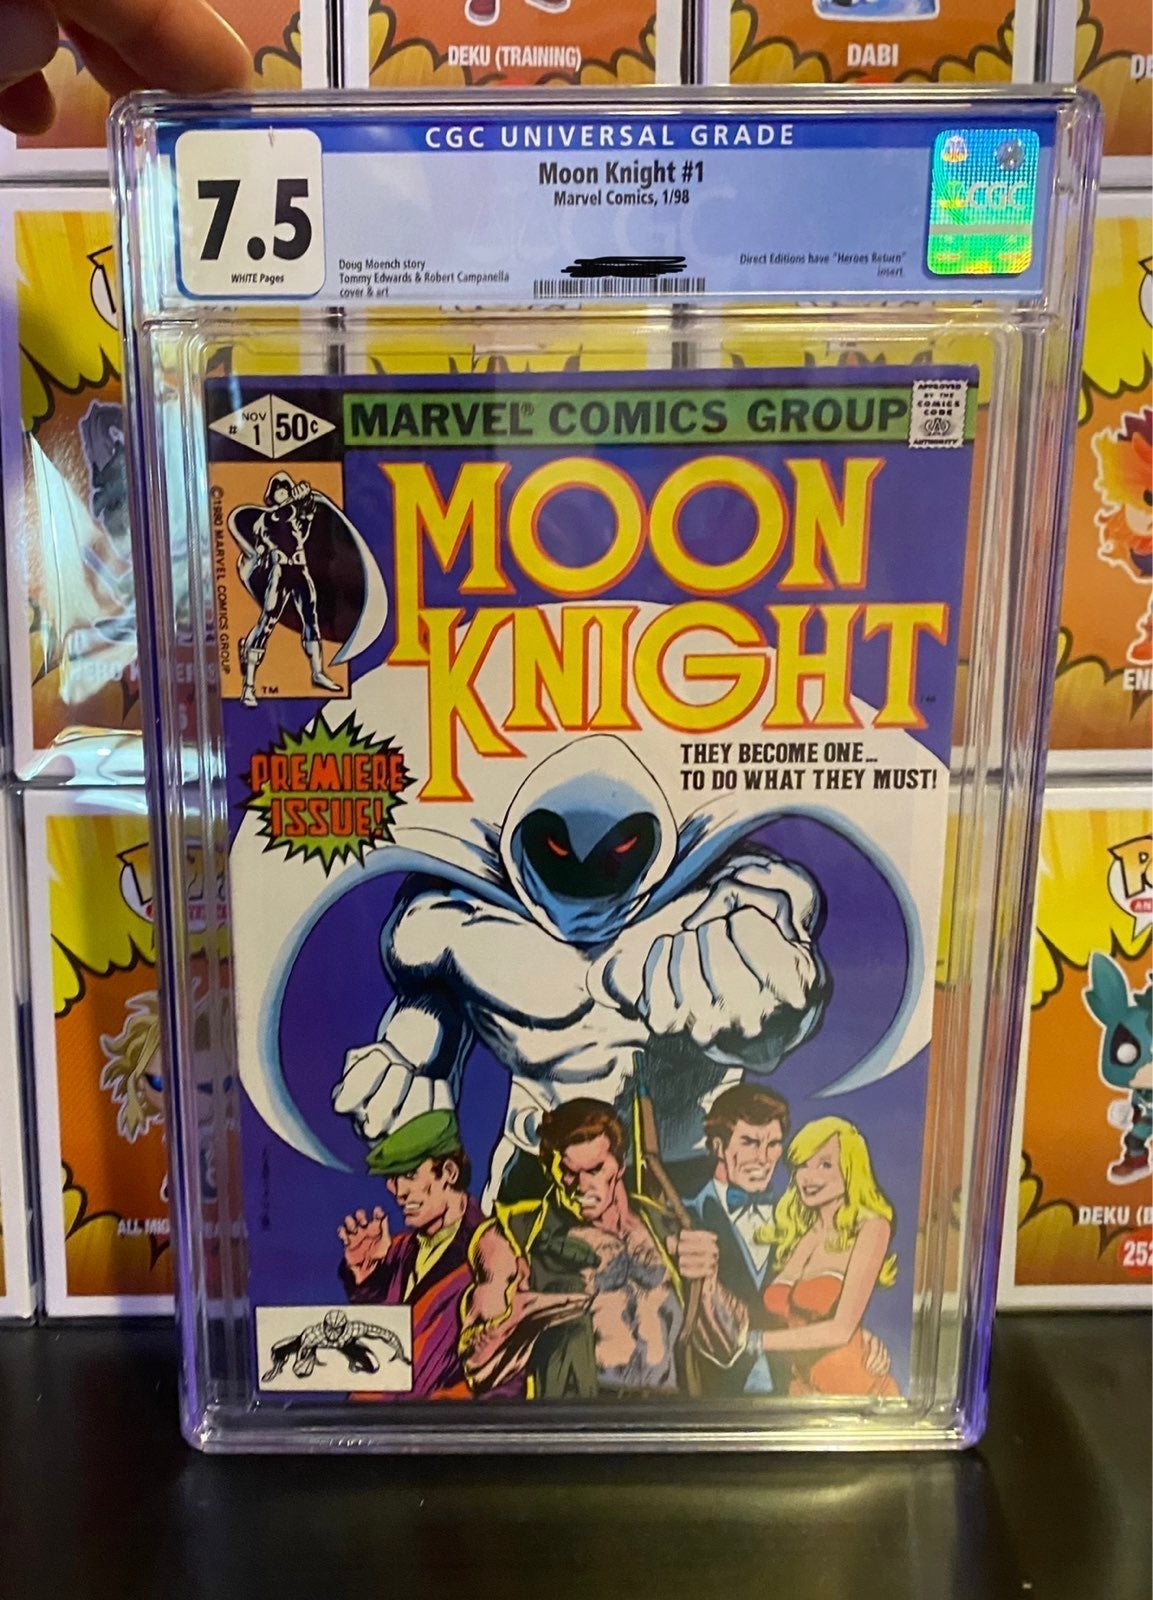 DEKU (TRAINING)
DABI
CGC UNIVERSAL GRADE
7.5
WHITE Pages
Moon Knight #1
Marvel Comics, 1/98
CGC
Doug Moench story
Tommy Edwards & Robert Campanella
cover & art
Direct Editions have "Heroes Return"
insert.
# 1 NOV 50¢
MARVEL® COMICS GROUP
APPROVED
BY THE
COMICS
CODE
AUTHORITY
©1980 MARVEL COMICS GROUP
MOON
KNIGHT
TM
PREMIERE
ISSUE!
THEY BECOME ONE...
TO DO WHAT THEY MUST!
ALL MIG
DEKU (
252